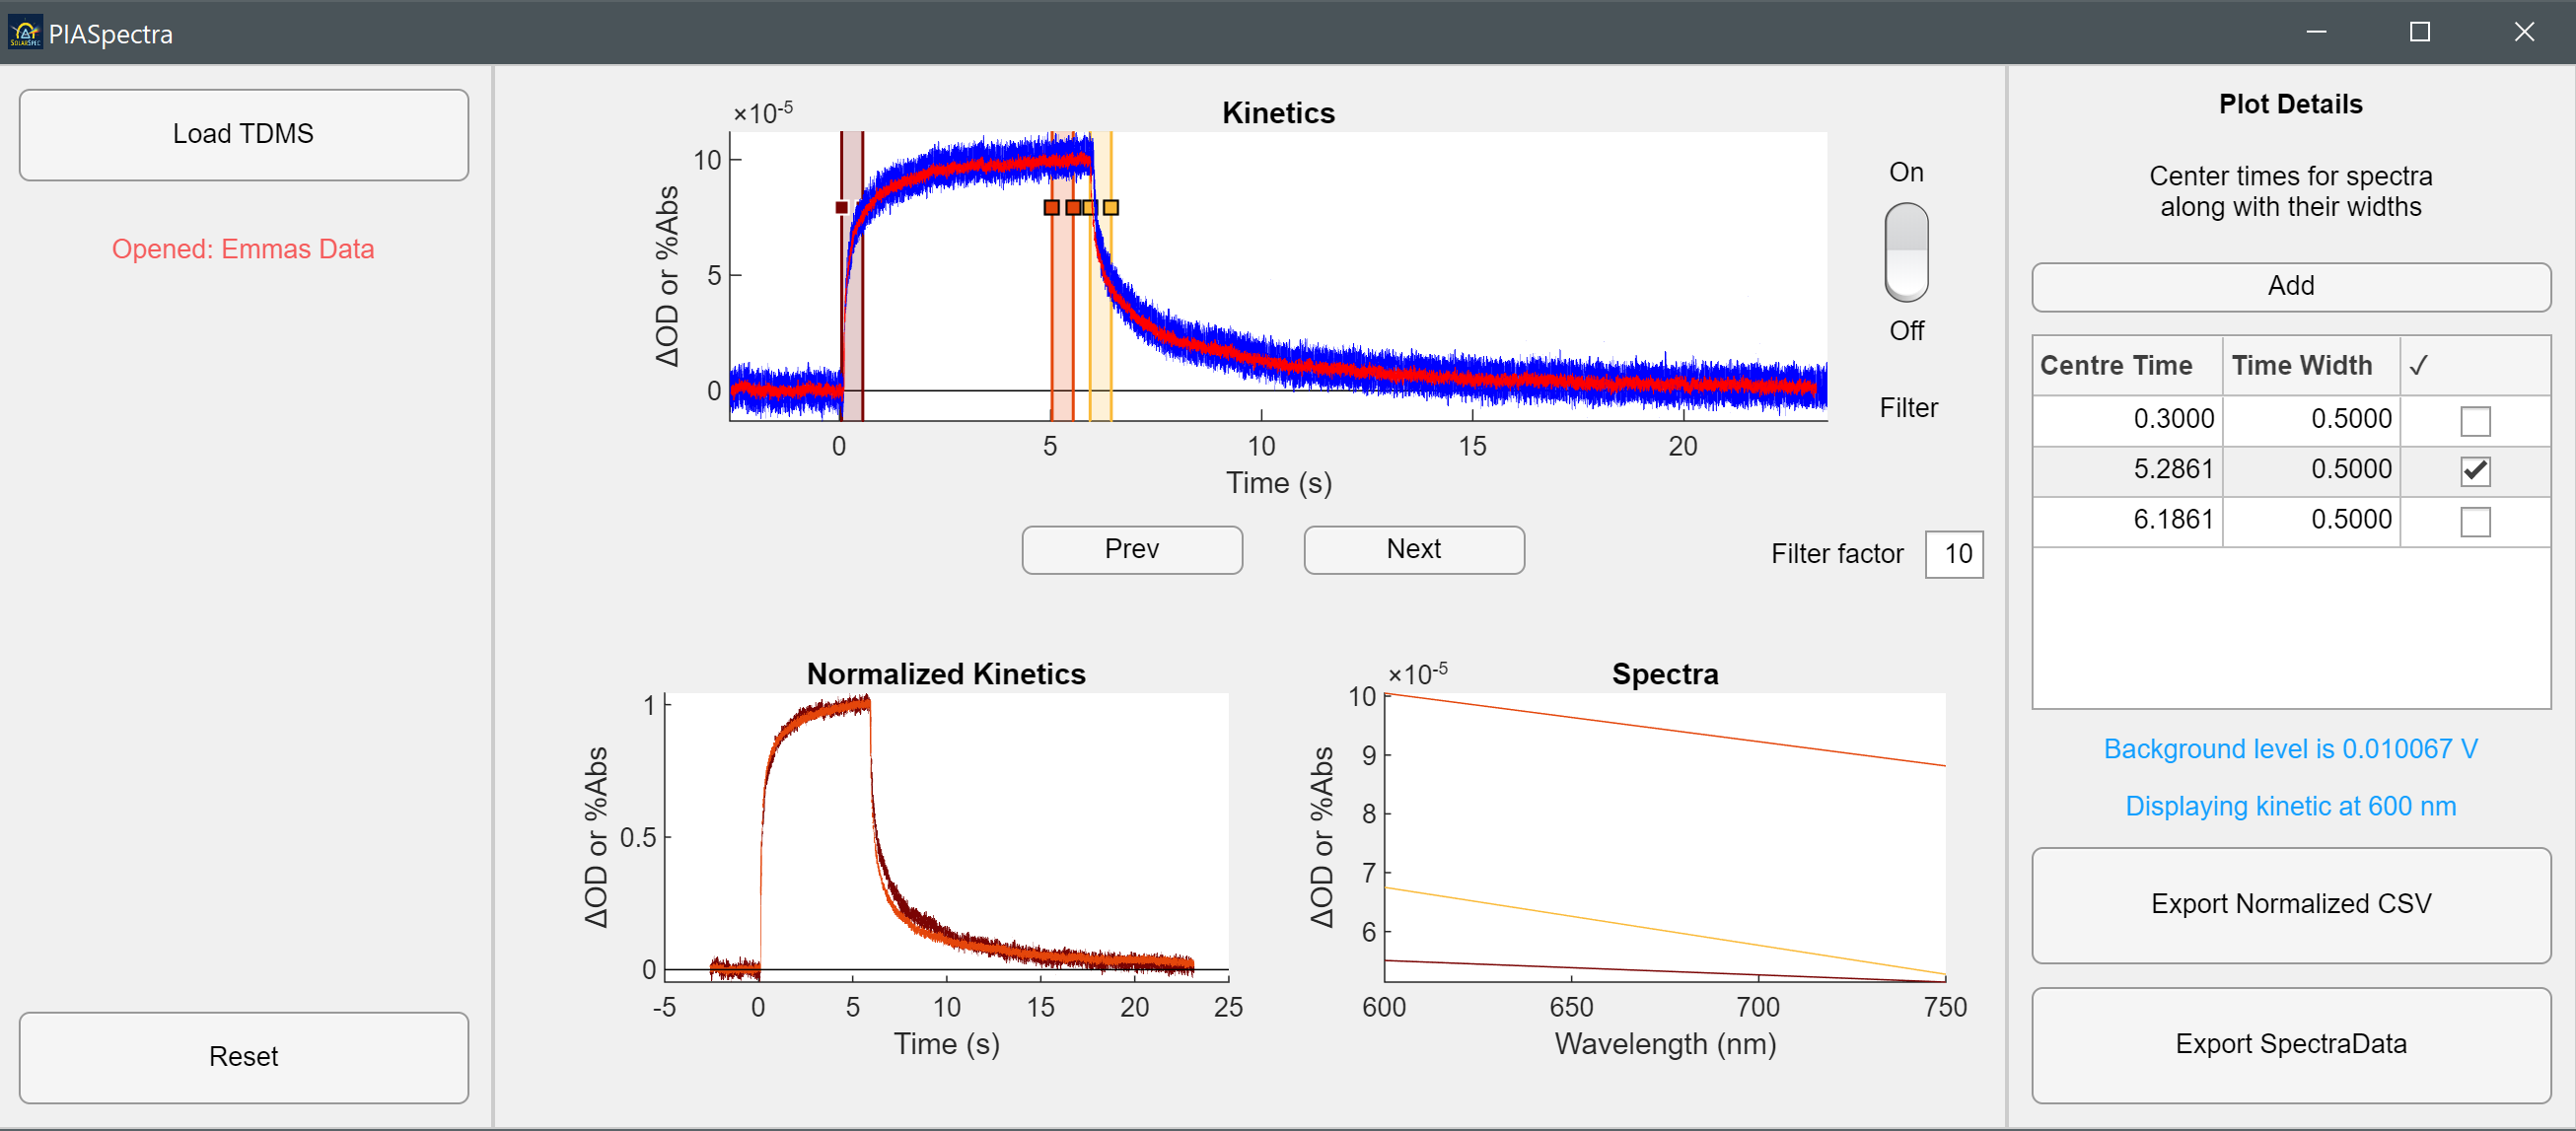 PIASpectra
Load TDMS
Opened: Emmas Data
Reset
×10-5
Kinetics
10
5
0
ΔOD or %Abs
0
5
10
15
20
Time (s)
On
Off
Filter
Prev
Next
Filter factor
10
Normalized Kinetics
1
0.5
0
ΔOD or %Abs
-5
0
5
10
15
20
25
Time (s)
×10-5
Spectra
10
9
8
7
6
ΔOD or %Abs
600
650
700
750
Wavelength (nm)
Plot Details
Center times for spectra
along with their widths
Add
Centre Time Time Width ✓
0.3000 0.5000
5.2861 0.5000
6.1861 0.5000
Background level is 0.010067 V
Displaying kinetic at 600 nm
Export Normalized CSV
Export SpectraData